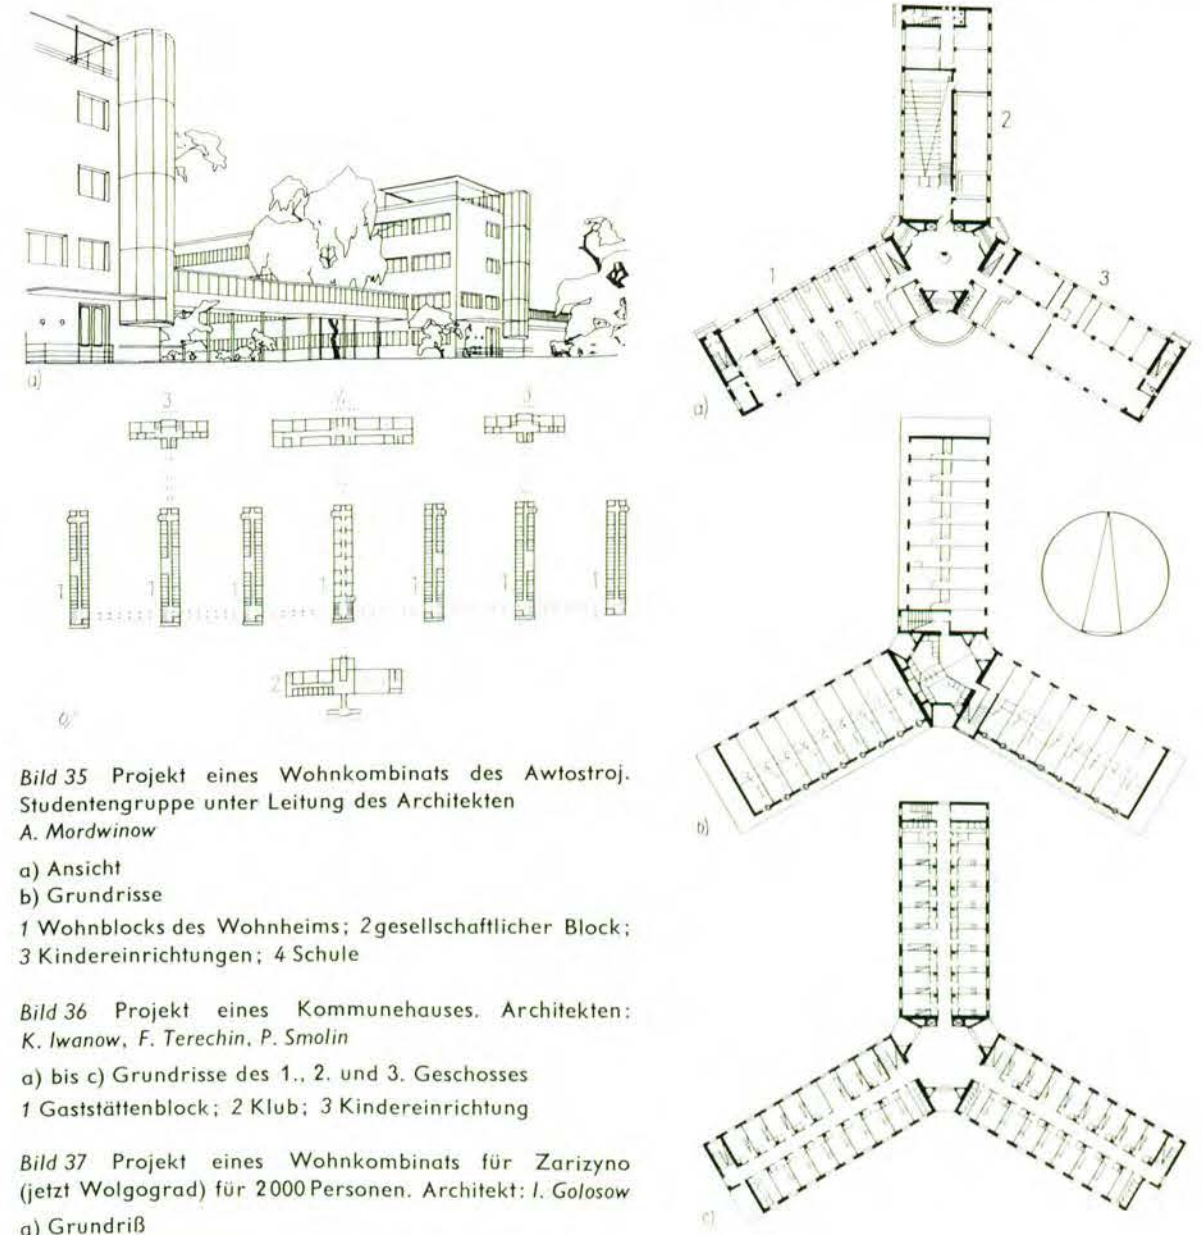 a)
3
4
3
1
1
1
1
1
1
1
2
Bild 35 Projekt eines Wohnkombinats des Awtostroj.
Studentengruppe unter Leitung des Architekten
A. Mordwinow
a) Ansicht
b) Grundrisse
1 Wohnblocks des Wohnheims; 2gesellschaftlicher Block;
3 Kindereinrichtungen; 4 Schule
Bild 36 Projekt eines Kommunehauses. Architekten:
K. Iwanow, F. Terechin, P. Smolin
a) bis c) Grundrisse des 1., 2. und 3. Geschosses
1 Gaststättenblock; 2 Klub; 3 Kindereinrichtung
Bild 37 Projekt eines Wohnkombinats für Zarizyno
(jetzt Wolgograd) für 2000 Personen. Architekt: I. Golosow
a) Grundriß
2
1
3
a)
b)
c)